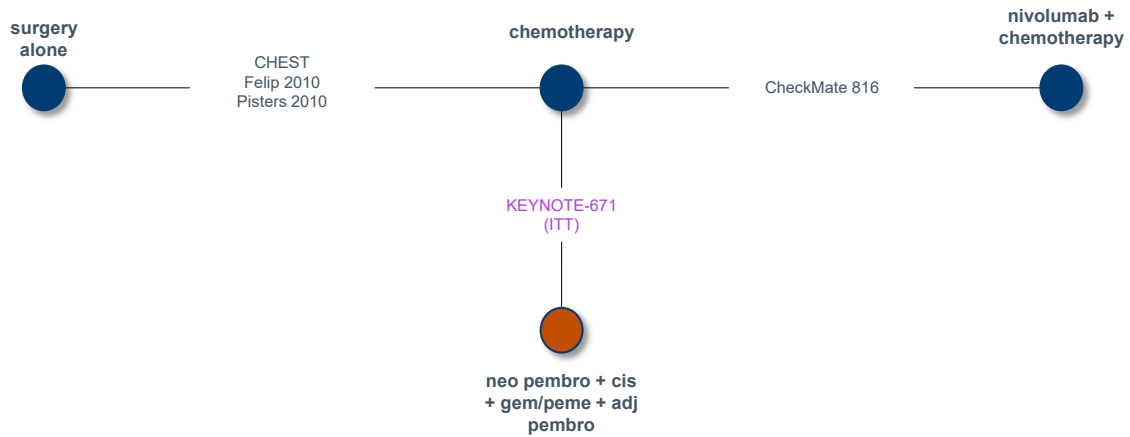 surgery
alone
CHEST
Felip 2010
Pisters 2010
chemotherapy
CheckMate 816
nivolumab +
chemotherapy
KEYNOTE-671
(ITT)
neo pembro + cis
+ gem/peme + adj
pembro